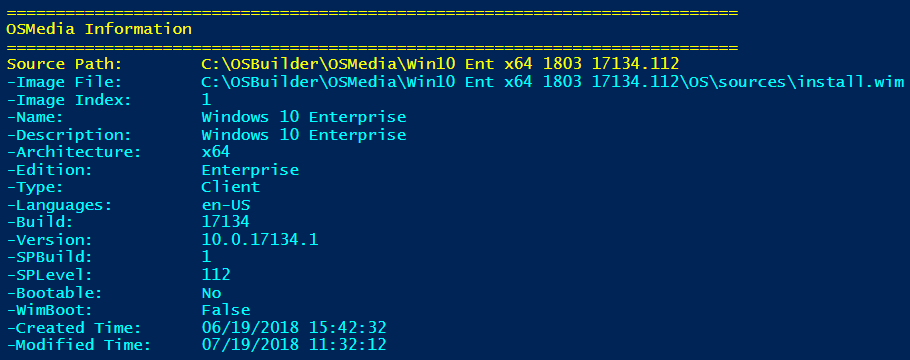 ===========================================================================
OSMedia Information
===========================================================================
Source Path: C:\OSBuilder\OSMedia\Win10 Ent x64 1803 17134.112
-Image File: C:\OSBuilder\OSMedia\Win10 Ent x64 1803 17134.112\OS\sources\install.wim
-Image Index: 1
-Name: Windows 10 Enterprise
-Description: Windows 10 Enterprise
-Architecture: x64
-Edition: Enterprise
-Type: Client
-Languages: en-US
-Build: 17134
-Version: 10.0.17134.1
-SPBuild: 1
-SPLevel: 112
-Bootable: No
-WimBoot: False
-Created Time: 06/19/2018 15:42:32
-Modified Time: 07/19/2018 11:32:12